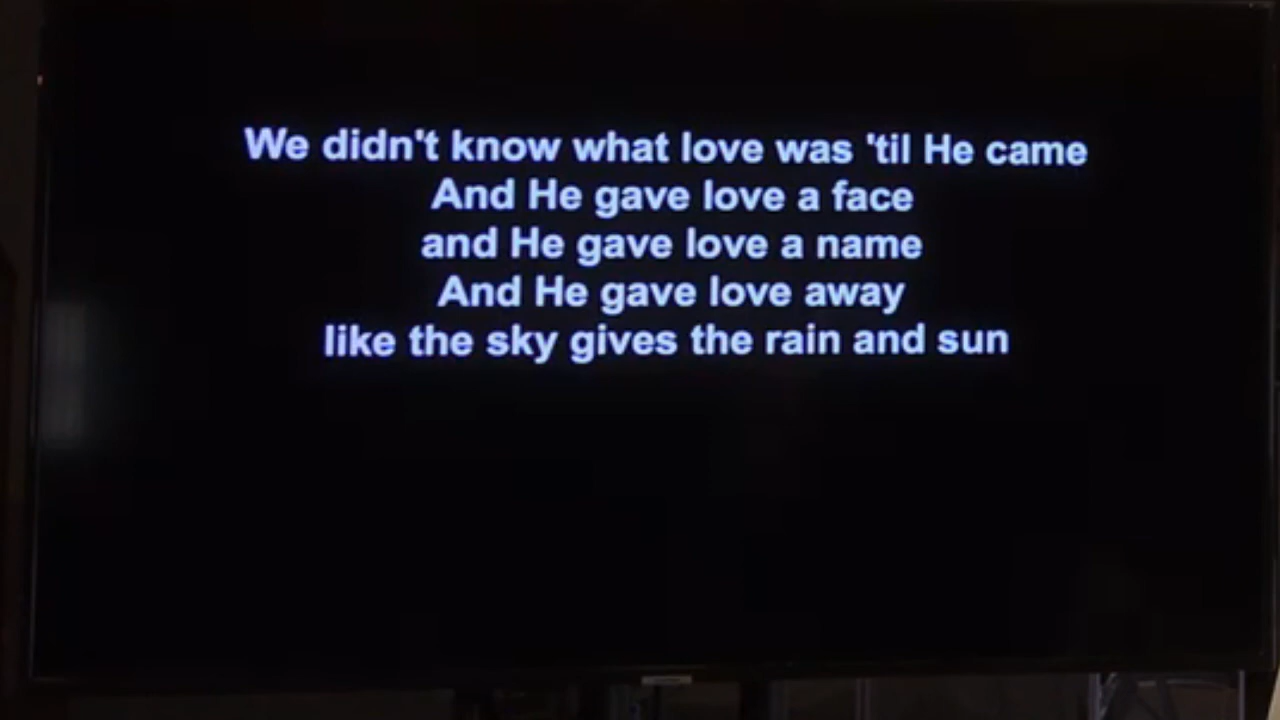 We didn't know what love was 'til He came
And He gave love a face
and He gave love a name
And He gave love away
like the sky gives the rain and sun